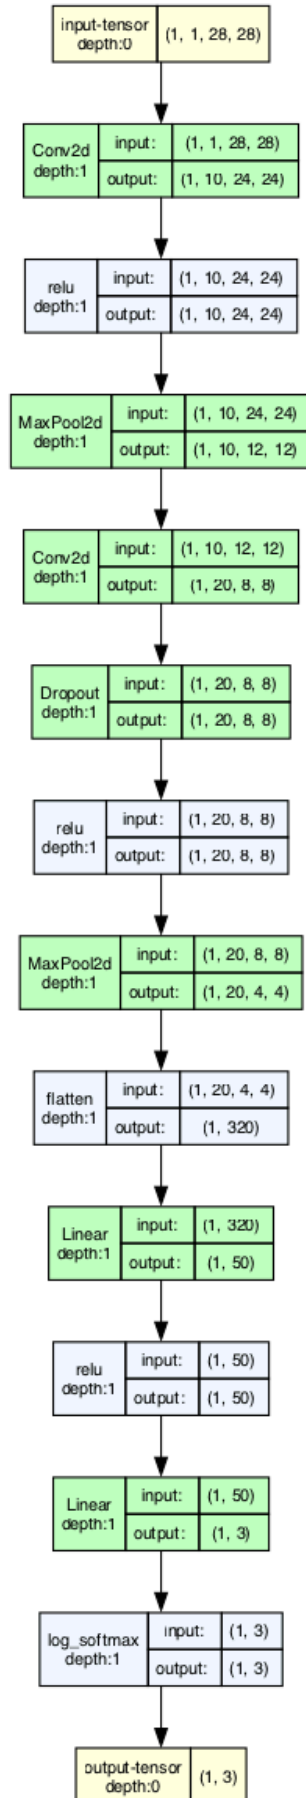 input-tensor
depth:0
(1, 1, 28, 28)
Conv2d
depth:1
input:
(1, 1, 28, 28)
output:
(1, 10, 24, 24)
relu
depth:1
input:
(1, 10, 24, 24)
output:
(1, 10, 24, 24)
MaxPool2d
depth:1
input:
(1, 10, 24, 24)
output:
(1, 10, 12, 12)
Conv2d
depth:1
input:
(1, 10, 12, 12)
output:
(1, 20, 8, 8)
Dropout
depth:1
input:
(1, 20, 8, 8)
output:
(1, 20, 8, 8)
relu
depth:1
input:
(1, 20, 8, 8)
output:
(1, 20, 8, 8)
MaxPool2d
depth:1
input:
(1, 20, 8, 8)
output:
(1, 20, 4, 4)
flatten
depth:1
input:
(1, 20, 4, 4)
output:
(1, 320)
Linear
depth:1
input:
(1, 320)
output:
(1, 50)
relu
depth:1
input:
(1, 50)
output:
(1, 50)
Linear
depth:1
input:
(1, 50)
output:
(1, 3)
log_softmax
depth:1
input:
(1, 3)
output:
(1, 3)
output-tensor
depth:0
(1, 3)